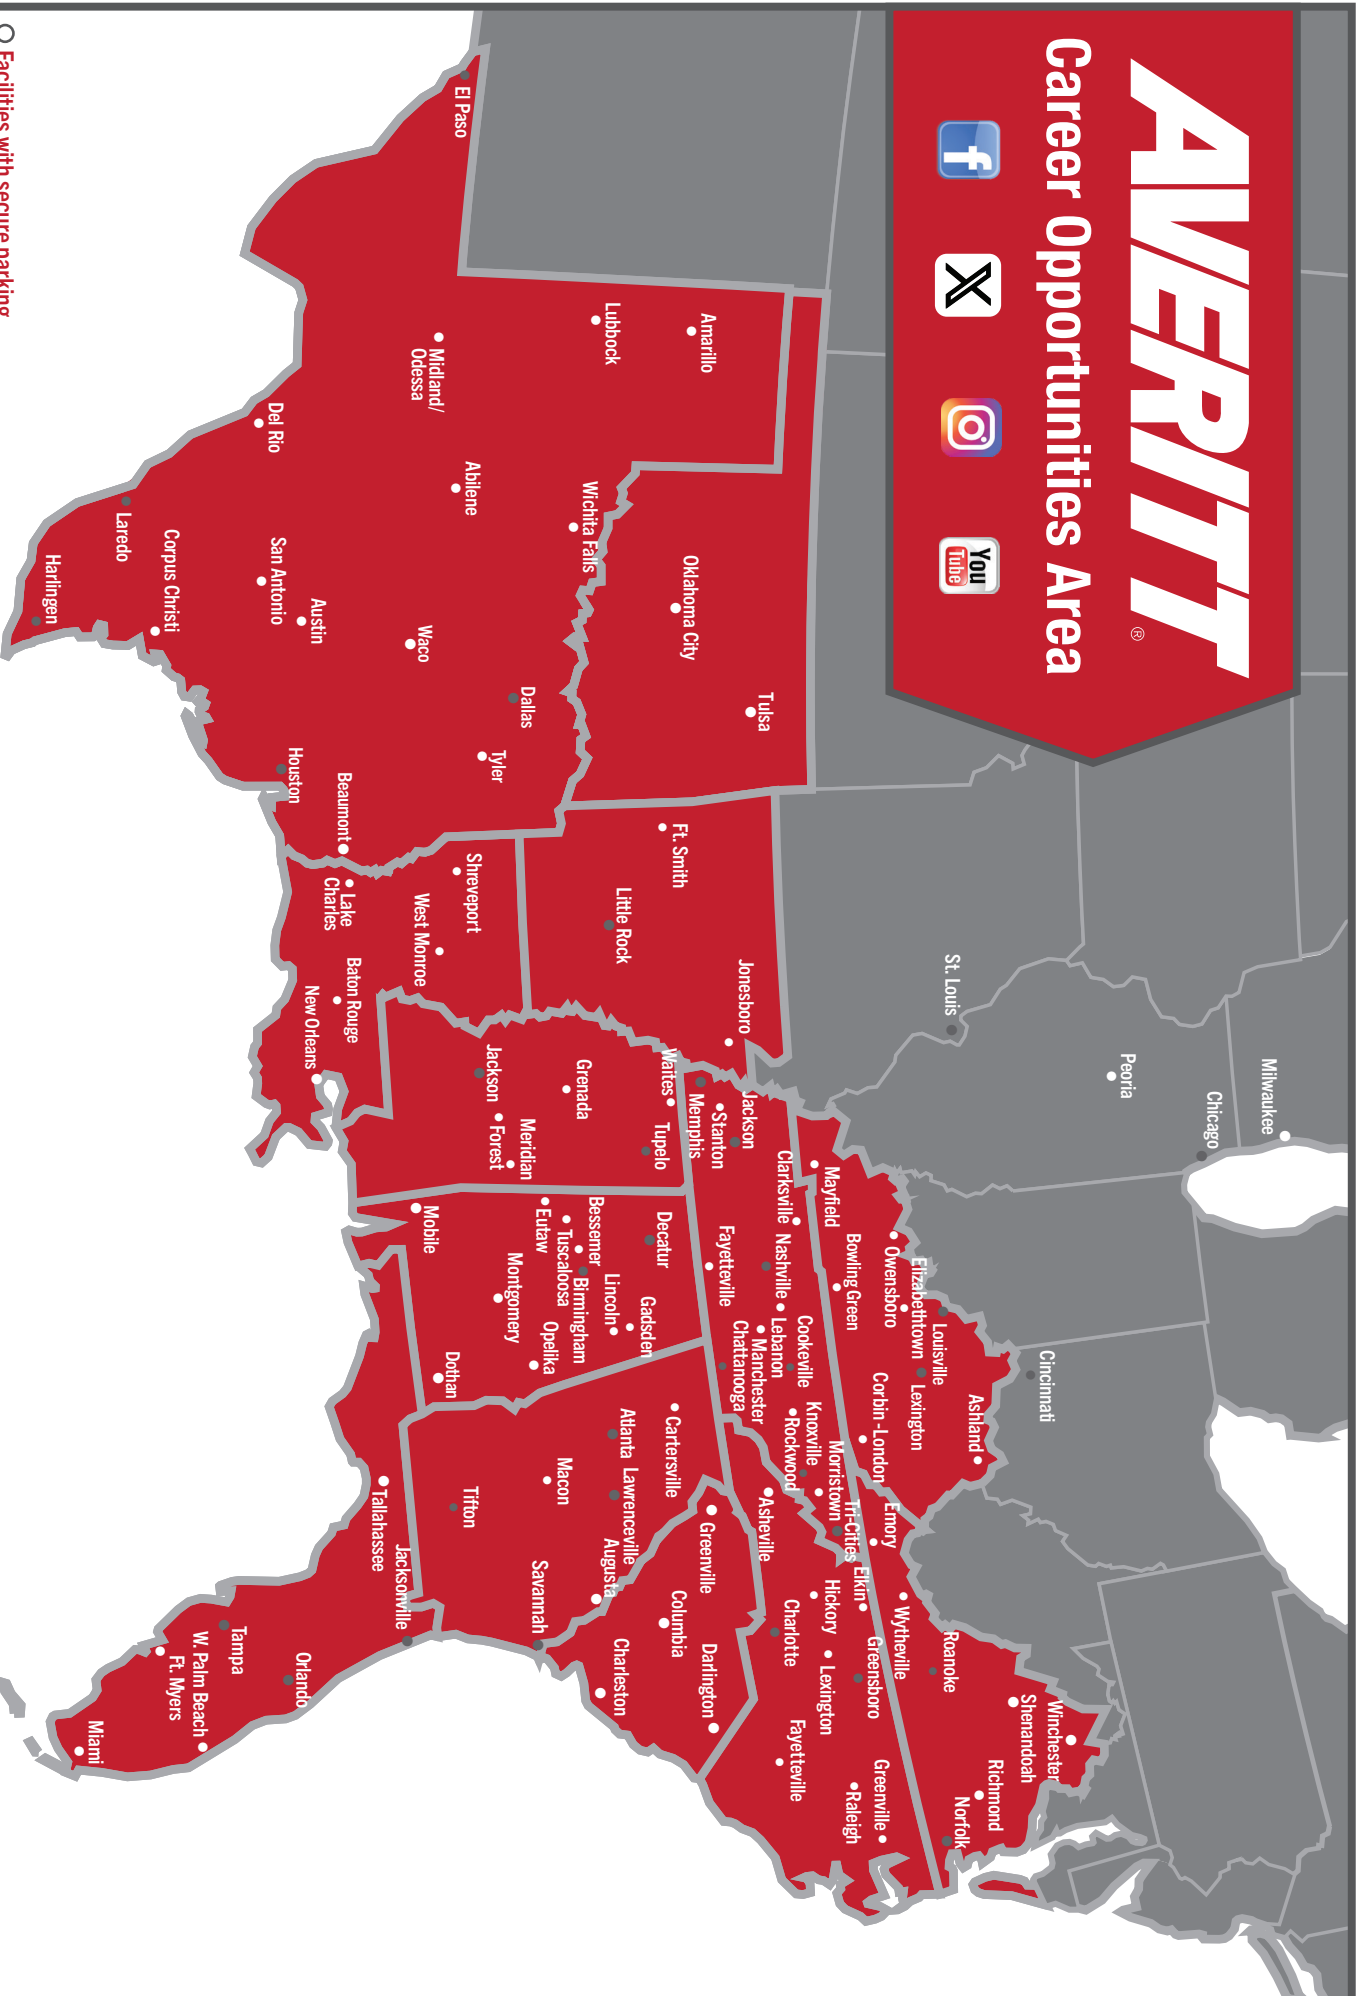 AVERITT®
Career Opportunities Area
f
X
You
Tube
Milwaukee
Chicago
Peoria
St. Louis
Cincinnati
Winchester
Shenandoah
Richmond
Norfolk
Roanoke
Wytheville
Emory
Ashland
Louisville
Lexington
Elizabethtown
Owensboro
Corbin -London
Bowling Green
Mayfield
Clarksville
Nashville
Lebanon
Cookeville
Manchester
Chattanooga
Knoxville
Rockwood
Morristown
Tri-Cities
Jackson
Stanton
Memphis
Fayetteville
Elkin
Greensboro
Hickory
Lexington
Charlotte
Asheville
Fayetteville
Raleigh
Greenville
Greenville
Columbia
Darlington
Charleston
Cartersville
Atlanta
Lawrenceville
Augusta
Macon
Savannah
Tifton
Decatur
Gadsden
Lincoln
Bessemer
Birmingham
Tuscaloosa
Eutaw
Opelika
Montgomery
Dothan
Mobile
Waites
Tupelo
Grenada
Jackson
Forest
Meridian
Tulsa
Oklahoma City
Jonesboro
Ft. Smith
Little Rock
Shreveport
West Monroe
Lake
Charles
Baton Rouge
New Orleans
Amarillo
Lubbock
Wichita Falls
Abilene
Midland/
Odessa
El Paso
Dallas
Tyler
Waco
Austin
San Antonio
Del Rio
Houston
Beaumont
Corpus Christi
Laredo
Harlingen
Tallahassee
Jacksonville
Orlando
Tampa
W. Palm Beach
Ft. Myers
Miami
Facilities with secure parking